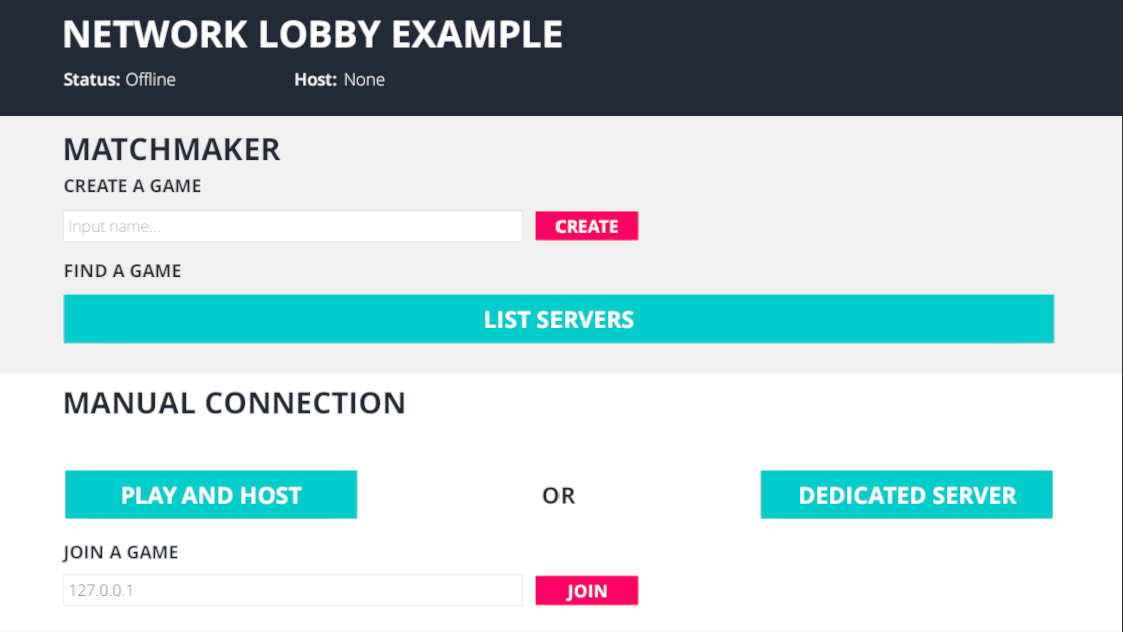 NETWORK LOBBY EXAMPLE
Status: Offline Host: None
MATCHMAKER
CREATE A GAME
Input name... CREATE
FIND A GAME
LIST SERVERS
MANUAL CONNECTION
PLAY AND HOST OR DEDICATED SERVER
JOIN A GAME
127.0.0.1 JOIN